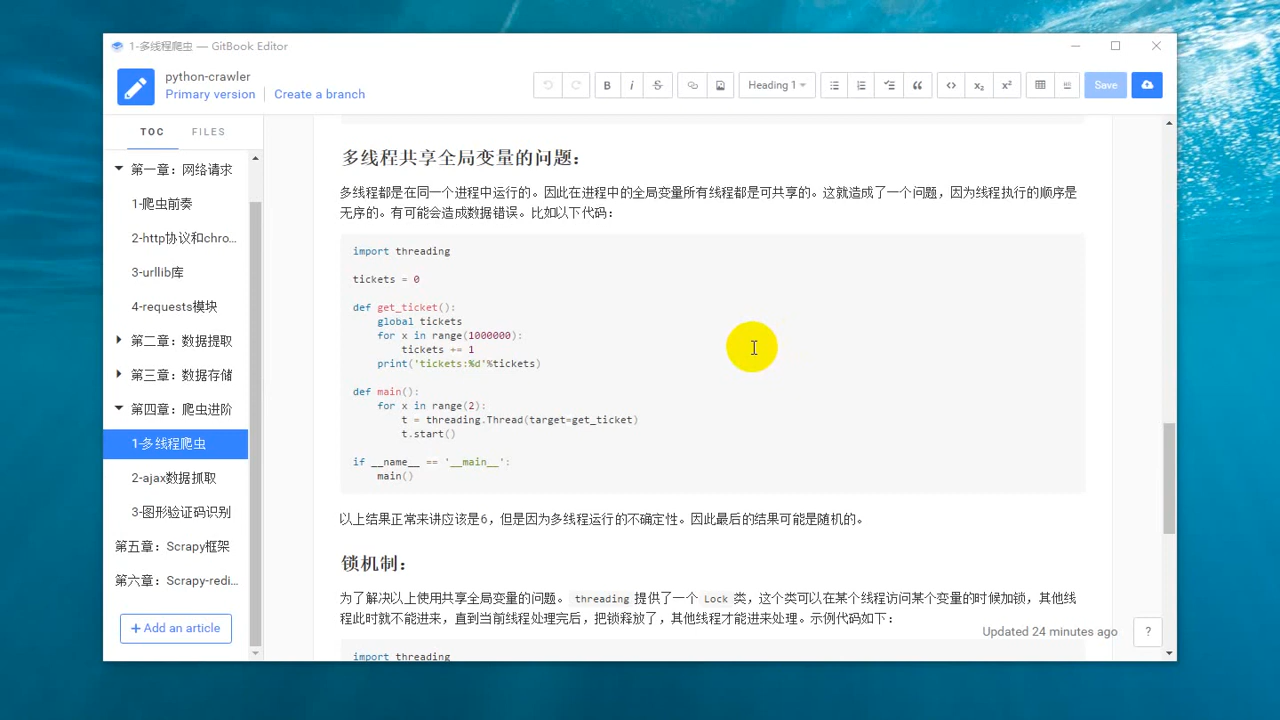 1-多线程爬虫 — GitBook Editor
python-crawler
Primary version
Create a branch
B
i
S
Heading 1
x₂
x²
Save
TOC
FILES
第一章：网络请求
1-爬虫前奏
2-http协议和chro...
3-urllib库
4-requests模块
第二章：数据提取
第三章：数据存储
第四章：爬虫进阶
1-多线程爬虫
2-ajax数据抓取
3-图形验证码识别
第五章：Scrapy框架
第六章：Scrapy-redi...
+ Add an article
多线程共享全局变量的问题：
多线程都是在同一个进程中运行的。因此在进程中的全局变量所有线程都是可共享的。这就造成了一个问题，因为线程执行的顺序是
无序的。有可能会造成数据错误。比如以下代码：
import threading
tickets = 0
def get_ticket():
    global tickets
    for x in range(1000000):
        tickets += 1
    print('tickets:%d'%tickets)
def main():
    for x in range(2):
        t = threading.Thread(target=get_ticket)
        t.start()
if __name__ == '__main__':
    main()
以上结果正常来讲应该是6，但是因为多线程运行的不确定性。因此最后的结果可能是随机的。
锁机制：
为了解决以上使用共享全局变量的问题。 threading 提供了一个 Lock 类，这个类可以在某个线程访问某个变量的时候加锁，其他线
程此时就不能进来，直到当前线程处理完后，把锁释放了，其他线程才能进来处理。示例代码如下：
Updated 24 minutes ago
?
import threading